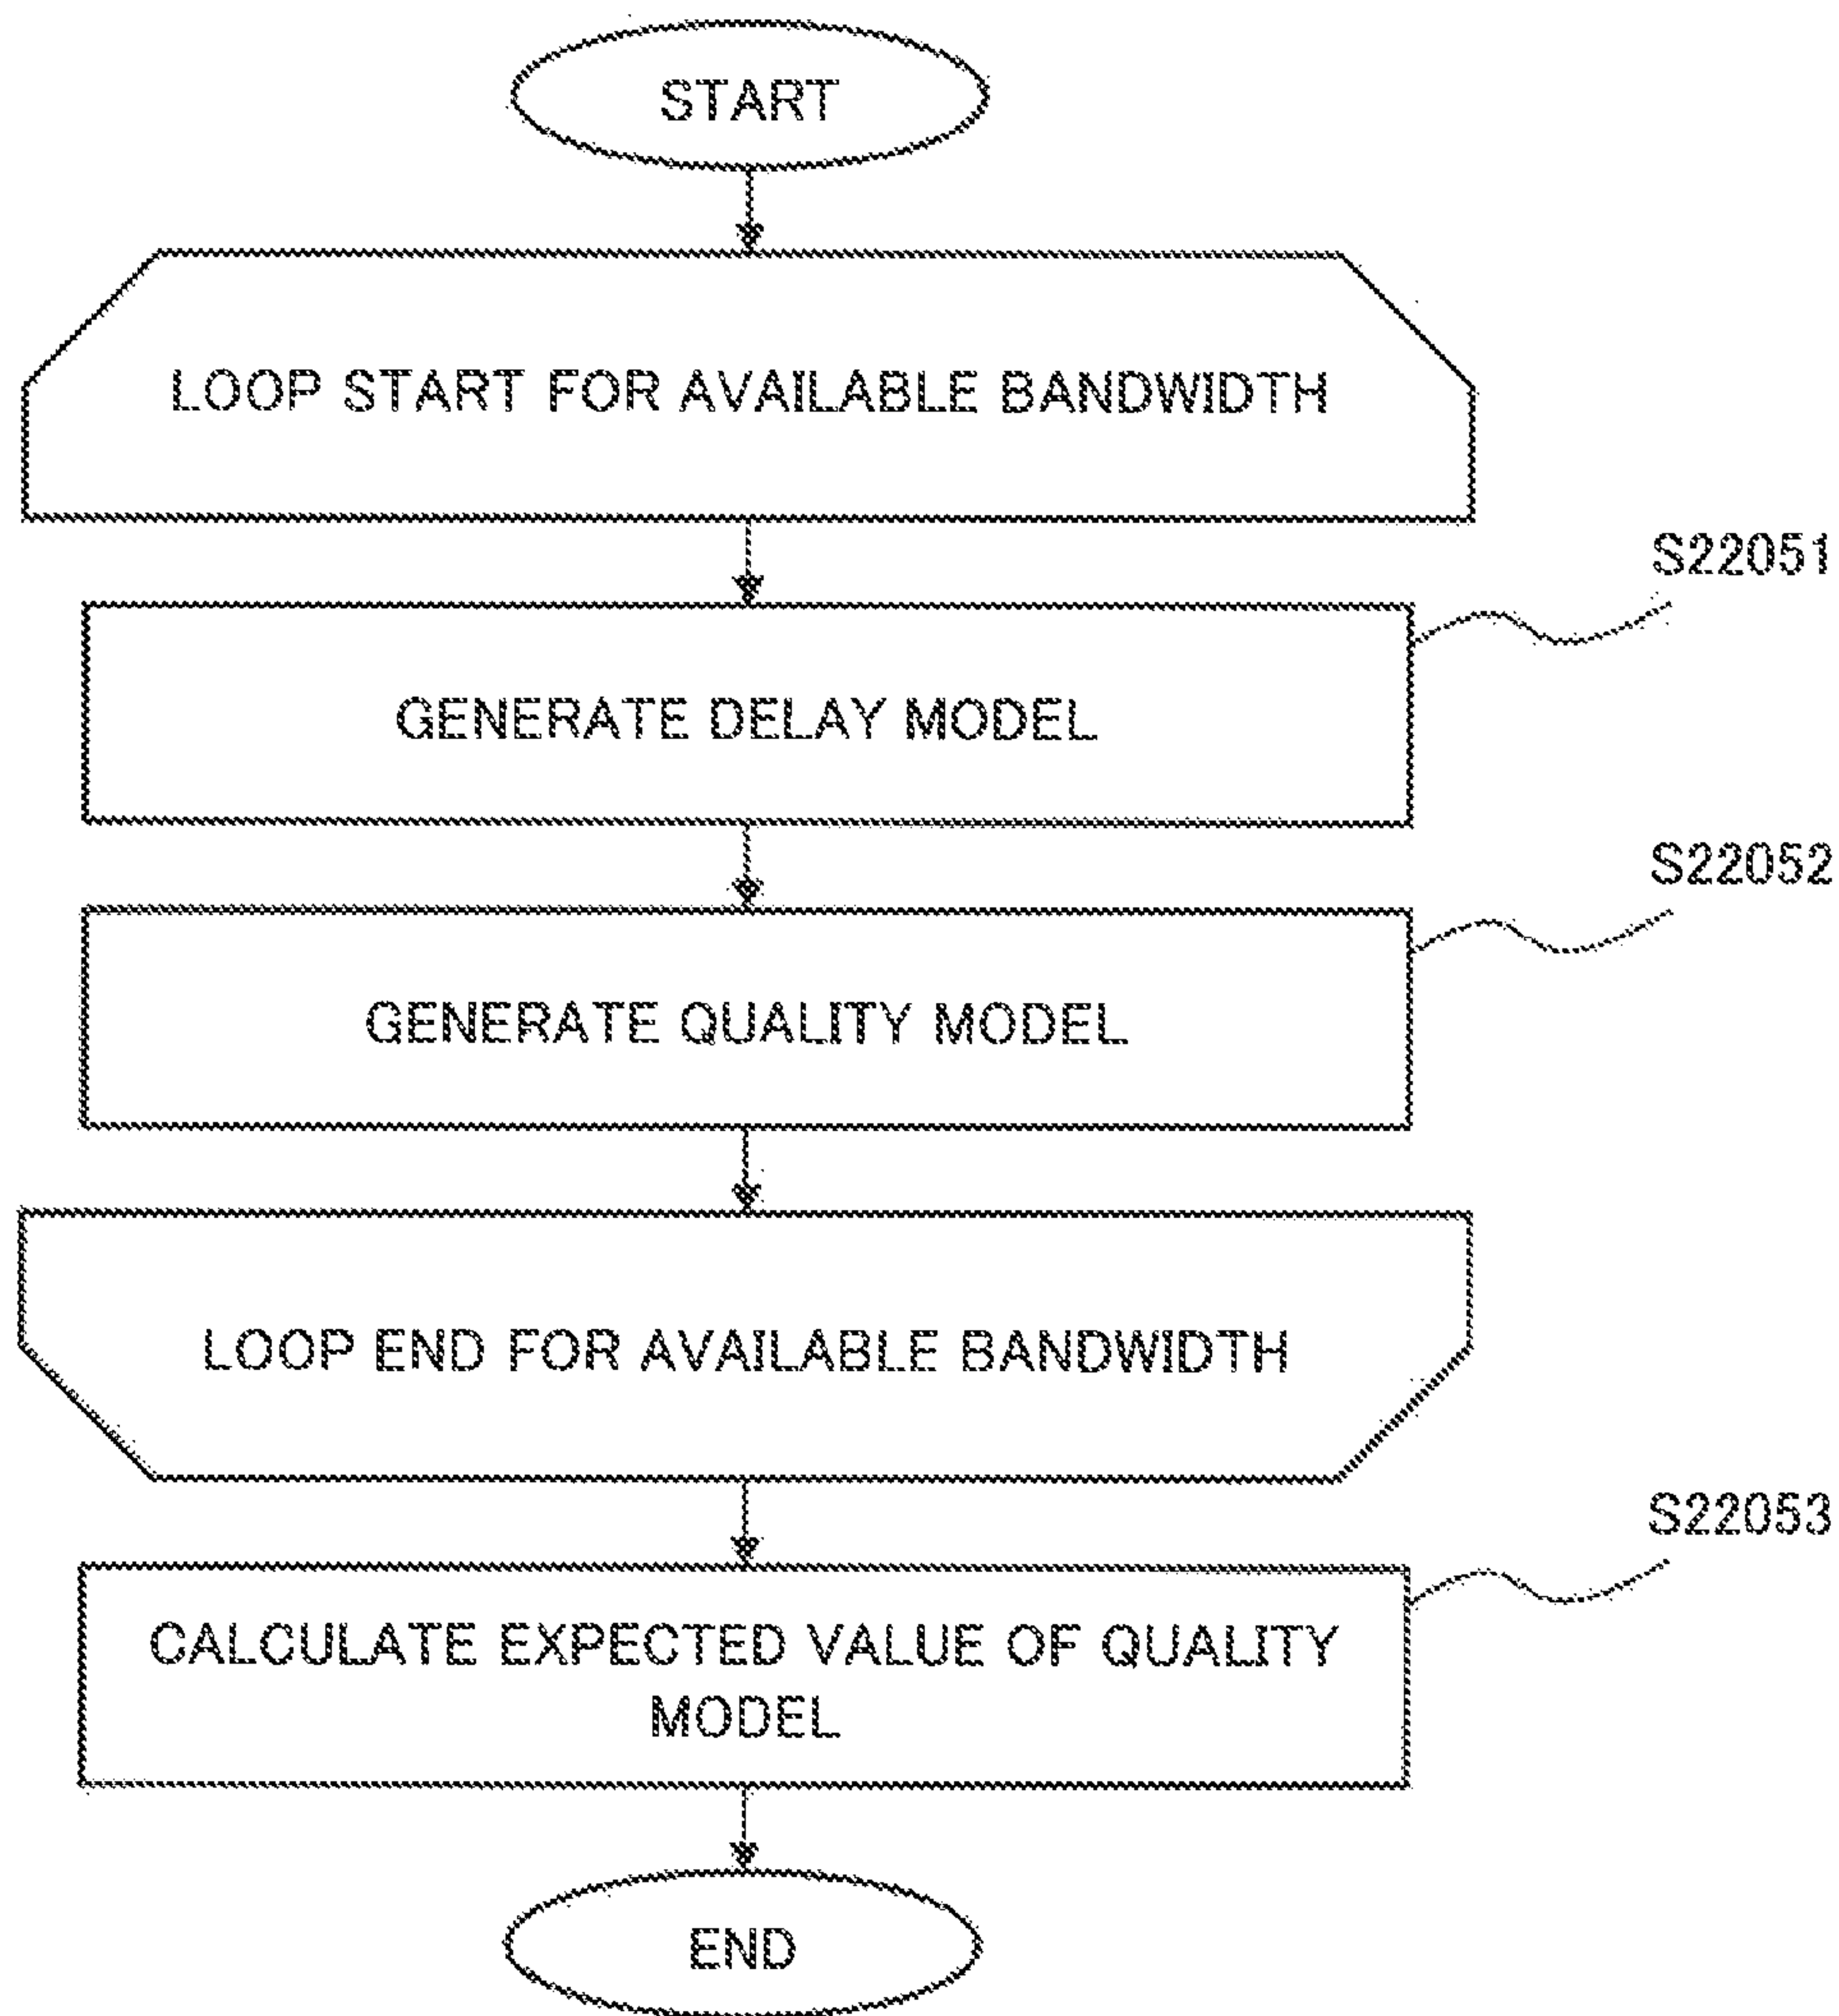 START
LOOP START FOR AVAILABLE BANDWIDTH
S22051
GENERATE DELAY MODEL
S22052
GENERATE QUALITY MODEL
LOOP END FOR AVAILABLE BANDWIDTH
S22053
CALCULATE EXPECTED VALUE OF QUALITY
MODEL
END